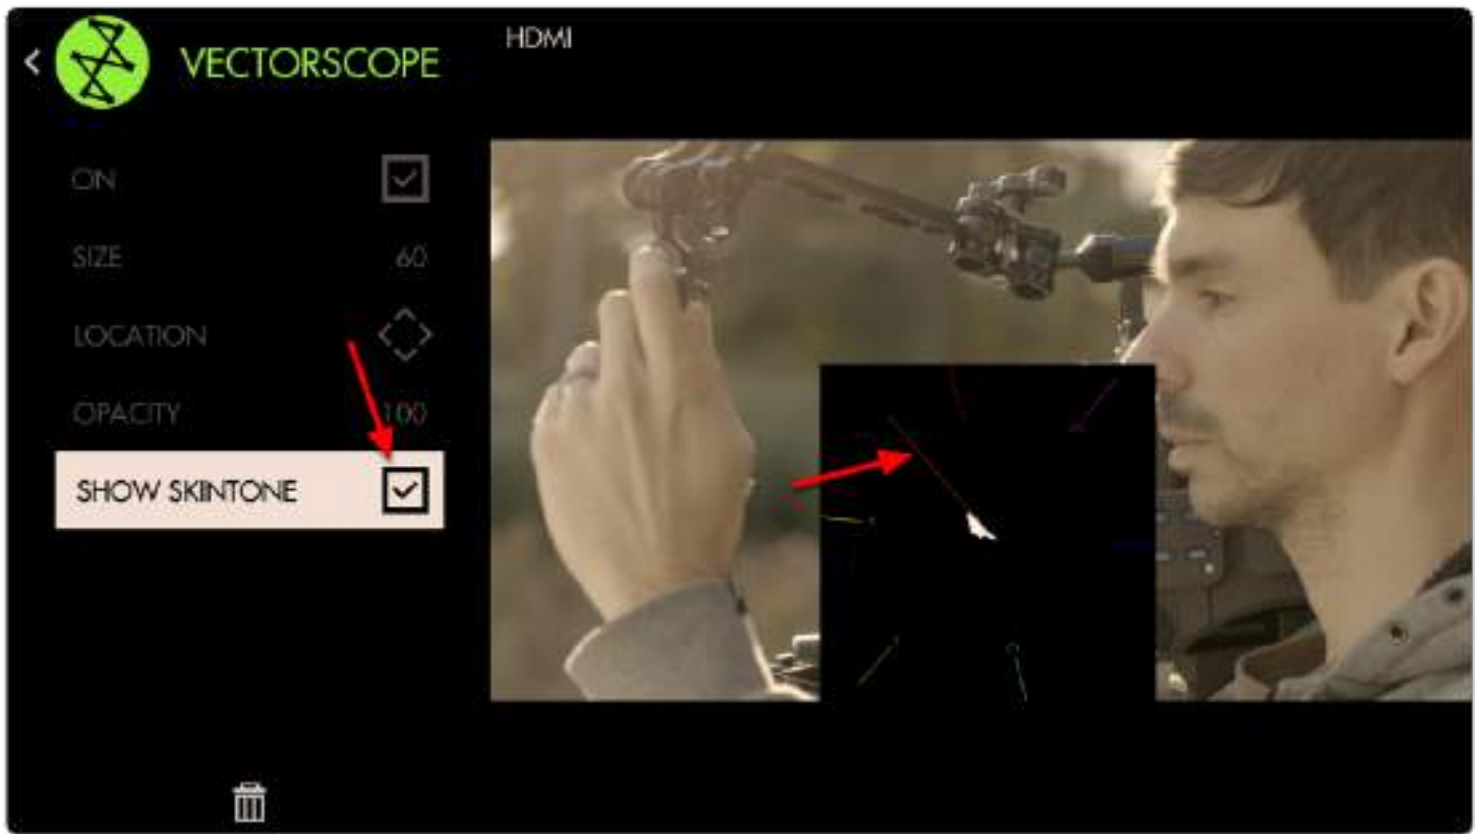 VECTORSCOPE
HDMI
ON
SIZE 60
LOCATION
OPACITY 100
SHOW SKINTONE